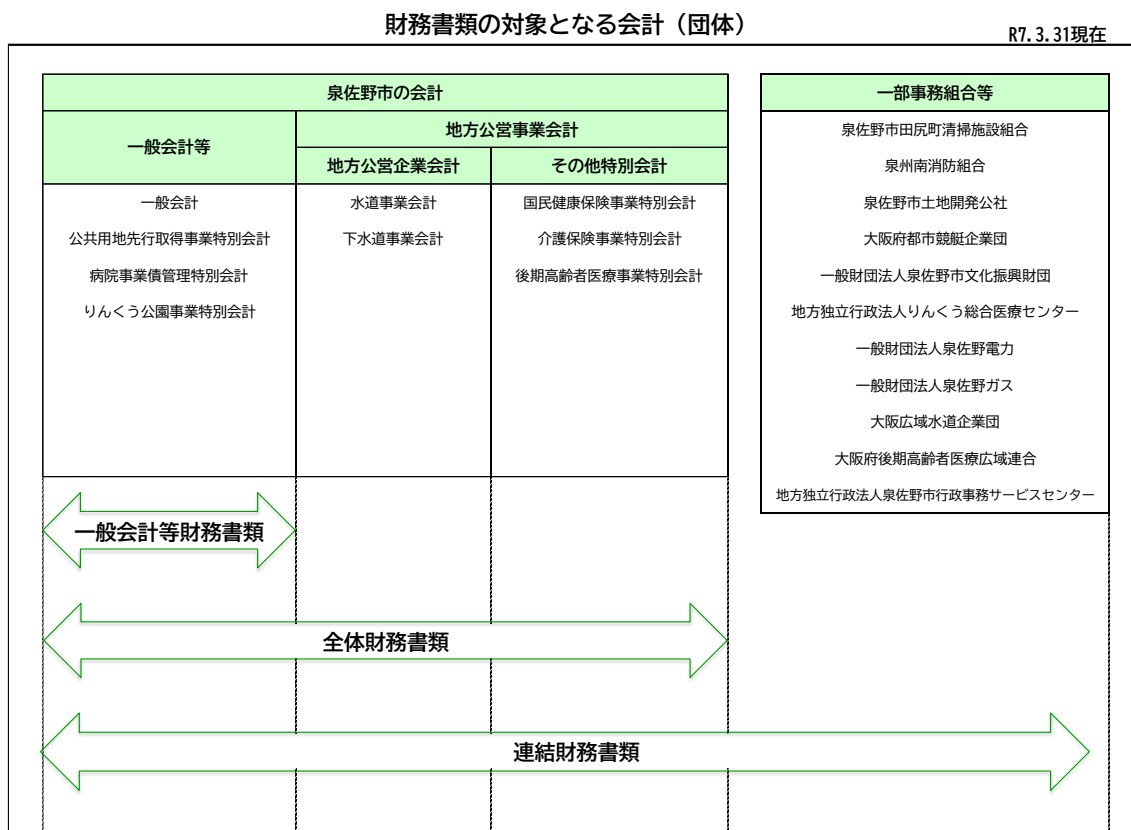 財務書類の対象となる会計（団体）
R7.3.31現在
泉佐野市の会計
一般会計等
地方公営事業会計
地方公営企業会計
その他特別会計
一般会計
公共用地先行取得事業特別会計
病院事業債管理特別会計
りんくう公園事業特別会計
水道事業会計
下水道事業会計
国民健康保険事業特別会計
介護保険事業特別会計
後期高齢者医療事業特別会計
一部事務組合等
泉佐野市田尻町清掃施設組合
泉州南消防組合
泉佐野市土地開発公社
大阪府都市競艇企業団
一般財団法人泉佐野市文化振興財団
地方独立行政法人りんくう総合医療センター
一般財団法人泉佐野電力
一般財団法人泉佐野ガス
大阪広域水道企業団
大阪府後期高齢者医療広域連合
地方独立行政法人泉佐野市行政事務サービスセンター
一般会計等財務書類
全体財務書類
連結財務書類